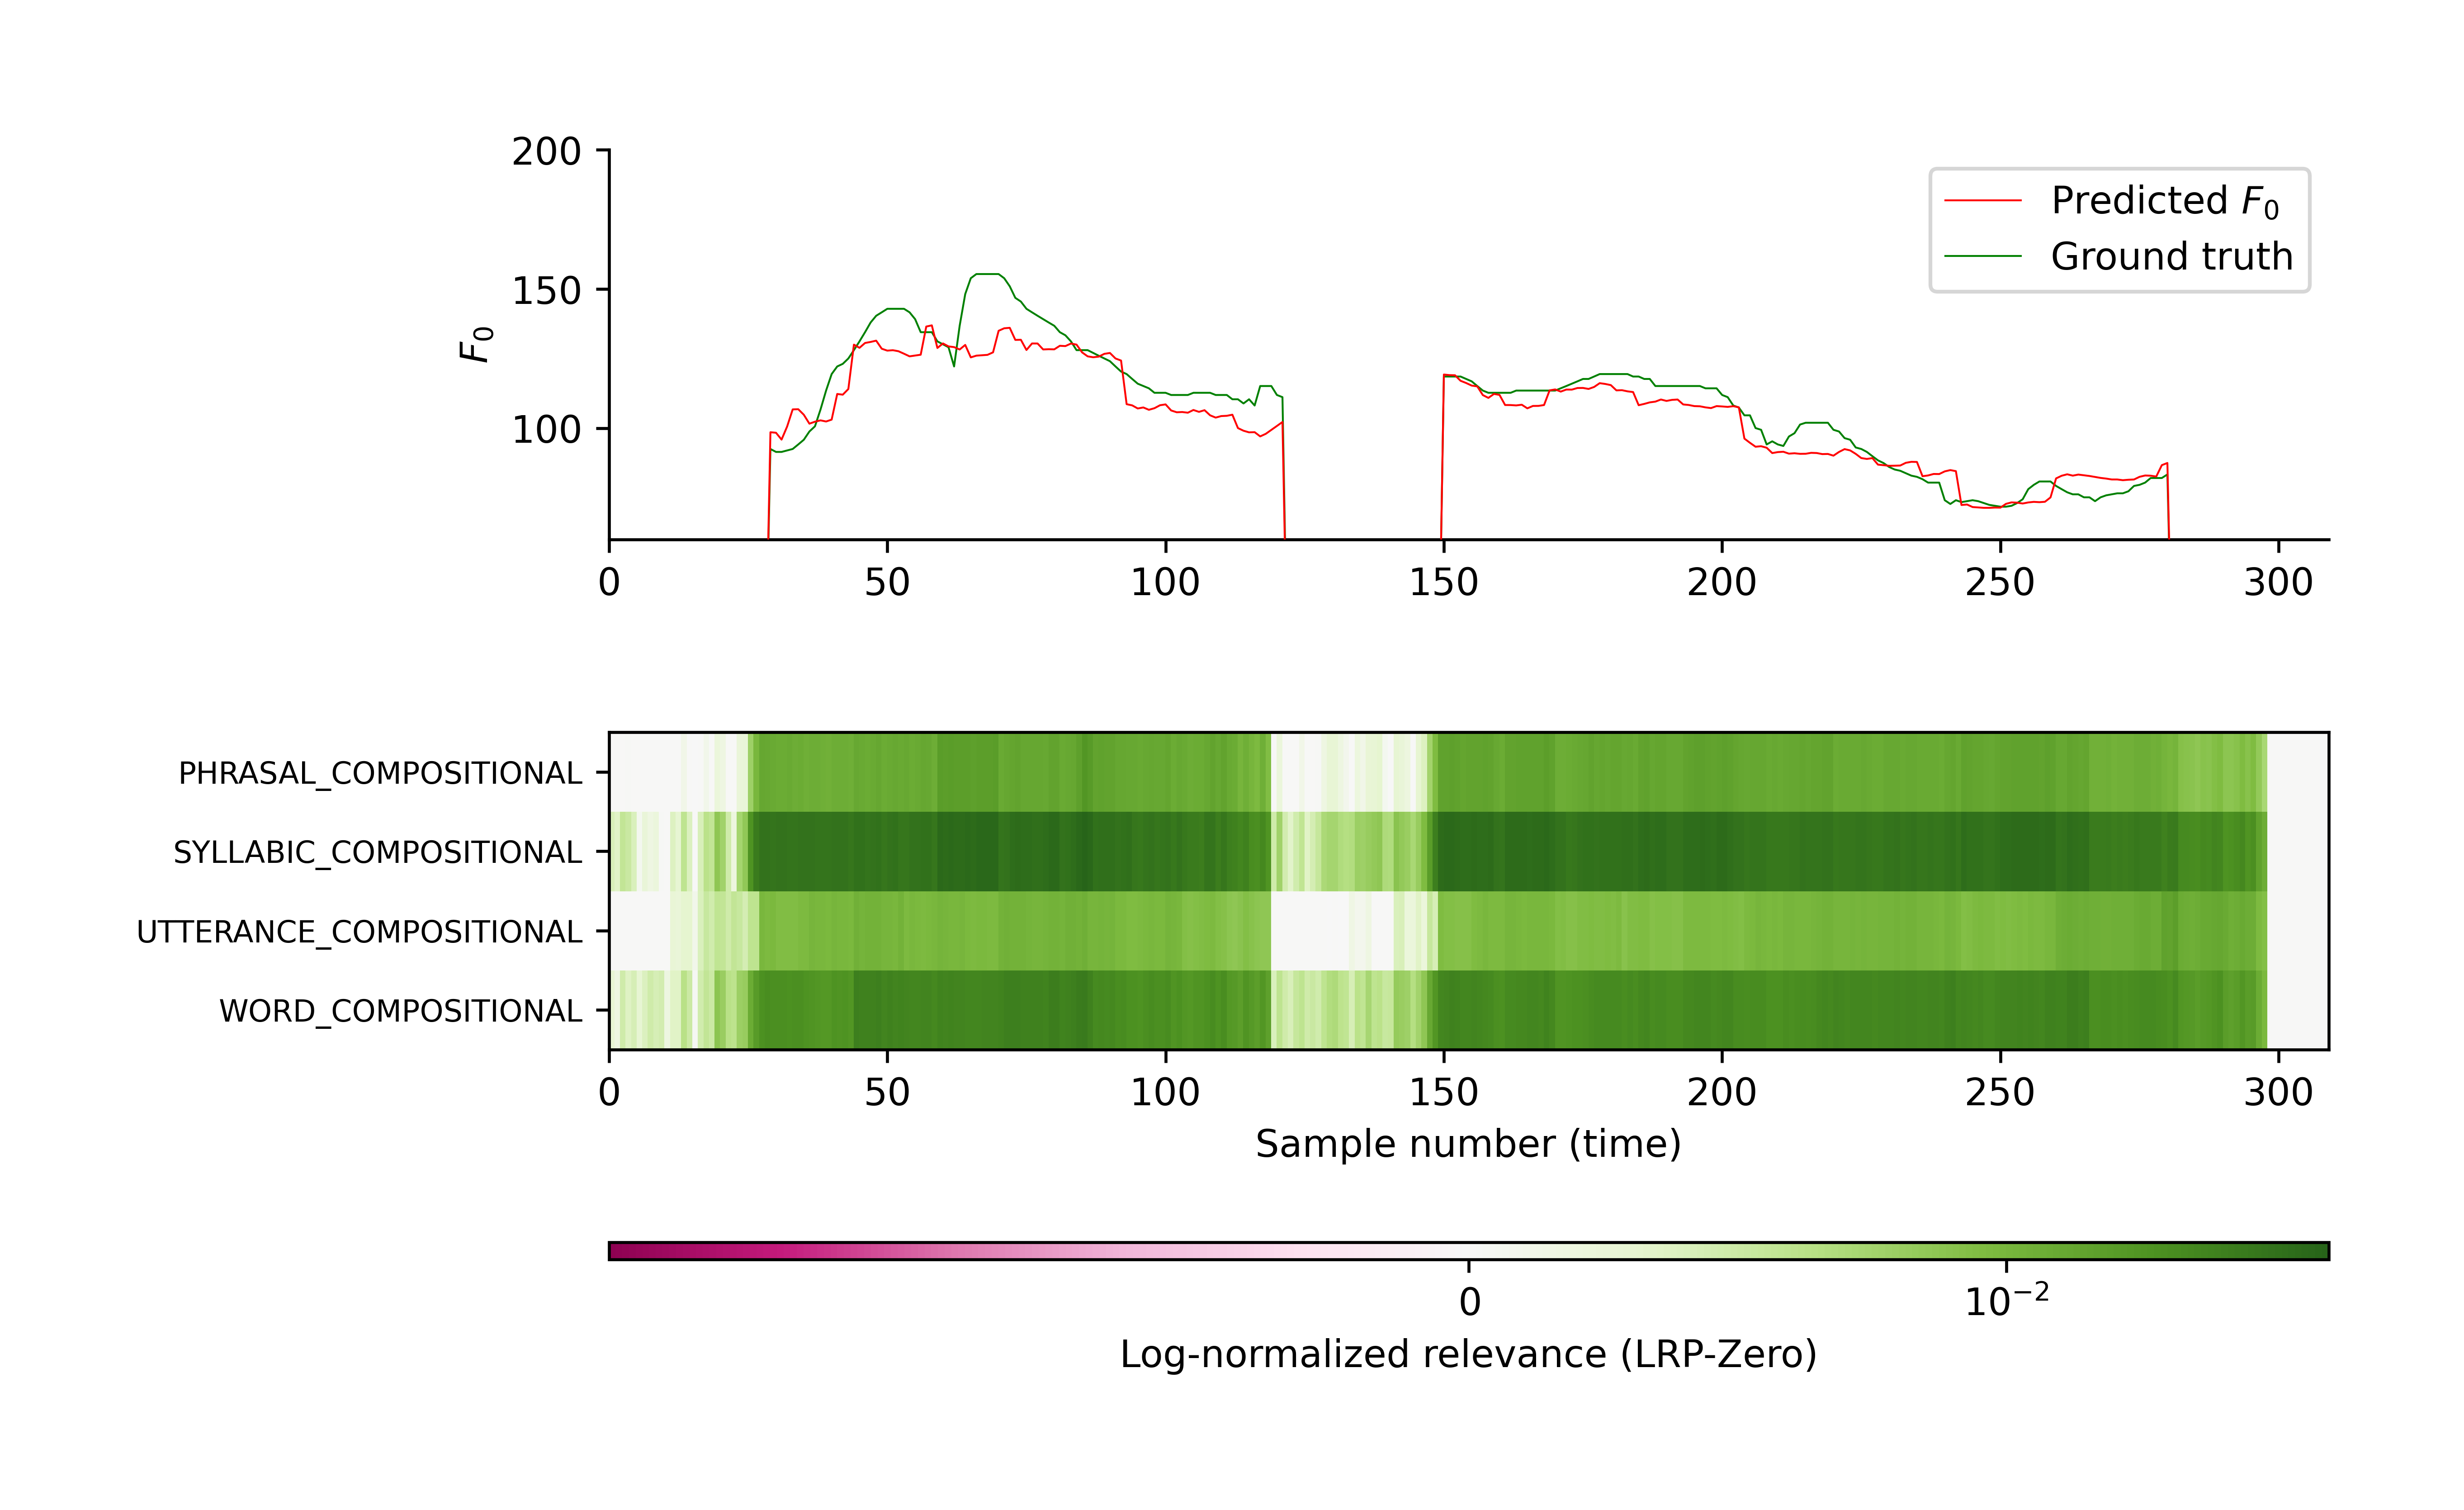 200
150
100
F₀
Predicted F₀
Ground truth
0 50 100 150 200 250 300
PHRASAL_COMPOSITIONAL
SYLLABIC_COMPOSITIONAL
UTTERANCE_COMPOSITIONAL
WORD_COMPOSITIONAL
0 50 100 150 200 250 300
Sample number (time)
0 10⁻²
Log-normalized relevance (LRP-Zero)